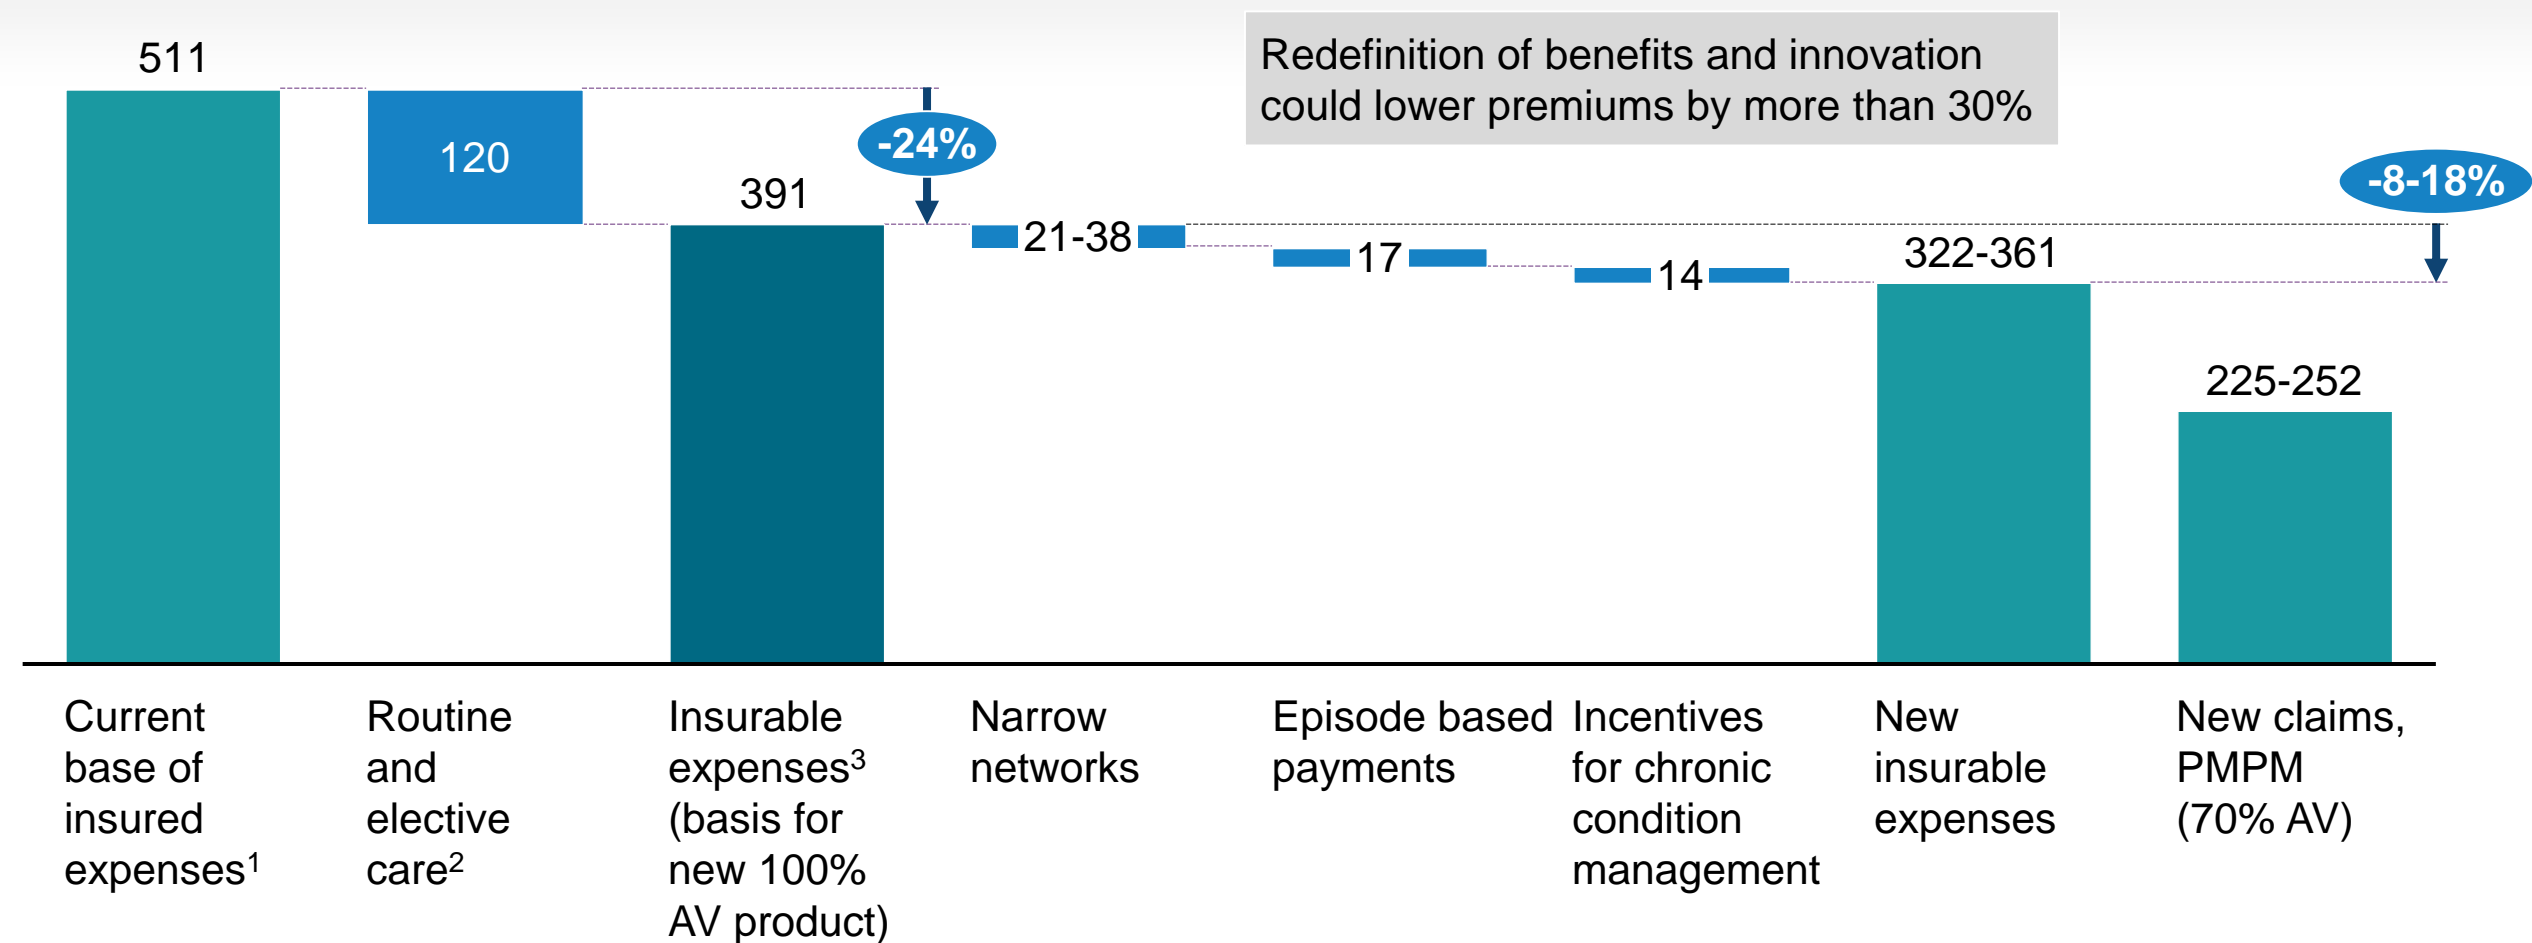 Redefinition of benefits and innovation
could lower premiums by more than 30%
511
120
391
-24%
21-38
17
14
322-361
-8-18%
225-252
Current
base of
insured
expenses¹
Routine
and
elective
care²
Insurable
expenses³
(basis for
new 100%
AV product)
Narrow
networks
Episode based
payments
Incentives
for chronic
condition
management
New
insurable
expenses
New claims,
PMPM
(70% AV)